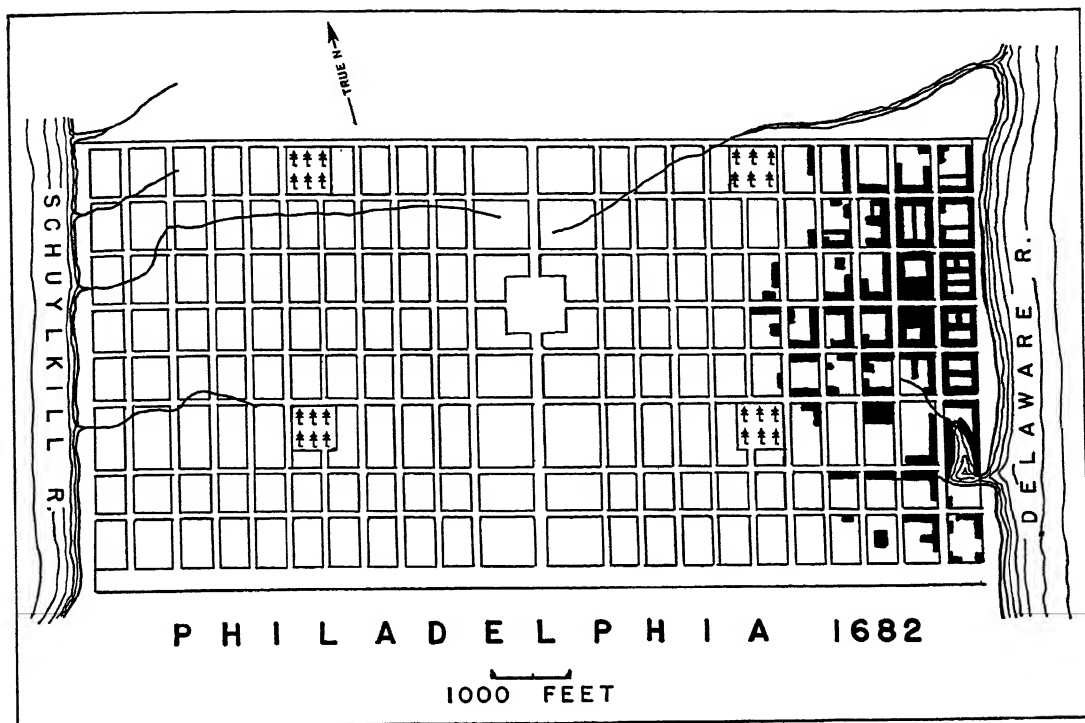 TRUE N
SCHUYLKILL R.
DELAWARE R.
PHILADELPHIA 1682
1000 FEET